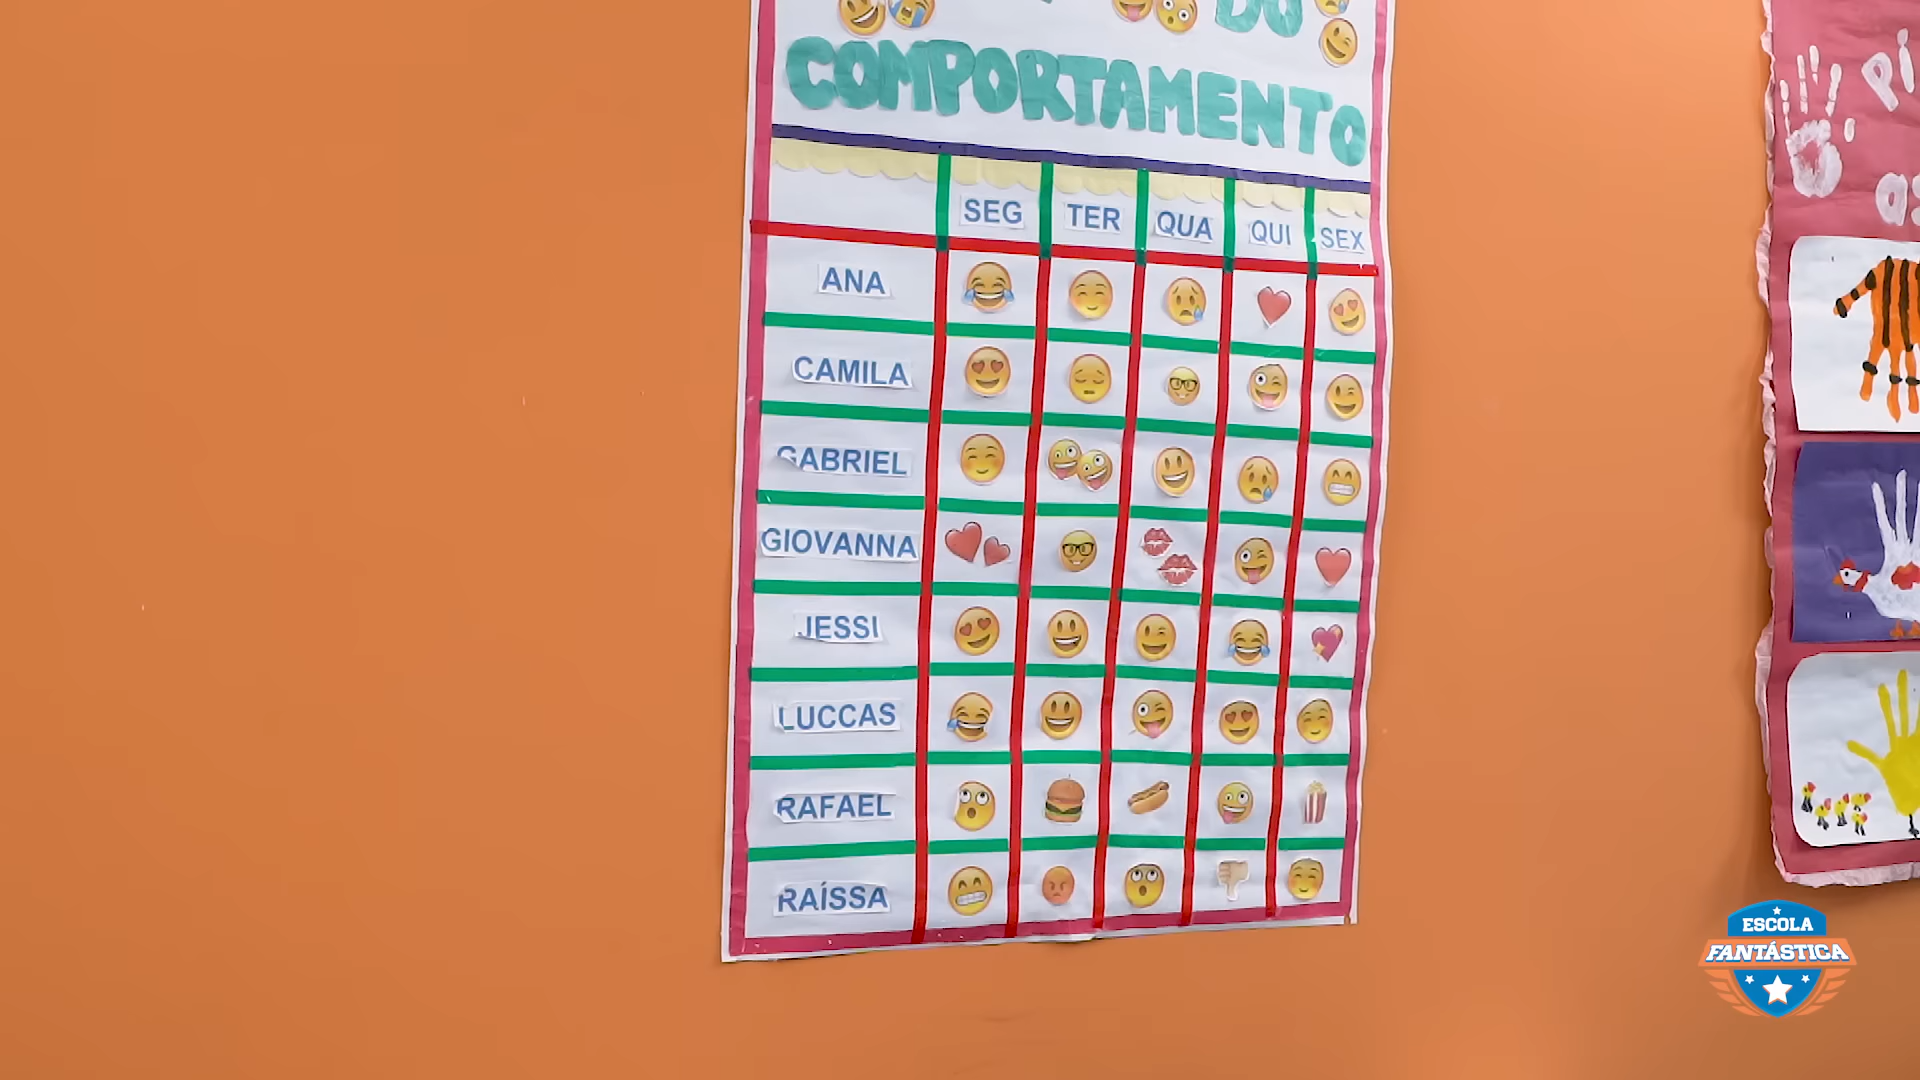 DO
COMPORTAMENTO
SEG TER QUA QUI SEX
ANA
CAMILA
GABRIEL
GIOVANNA
JESSI
LUCCAS
RAFAEL
RAÍSSA
ESCOLA
FANTÁSTICA